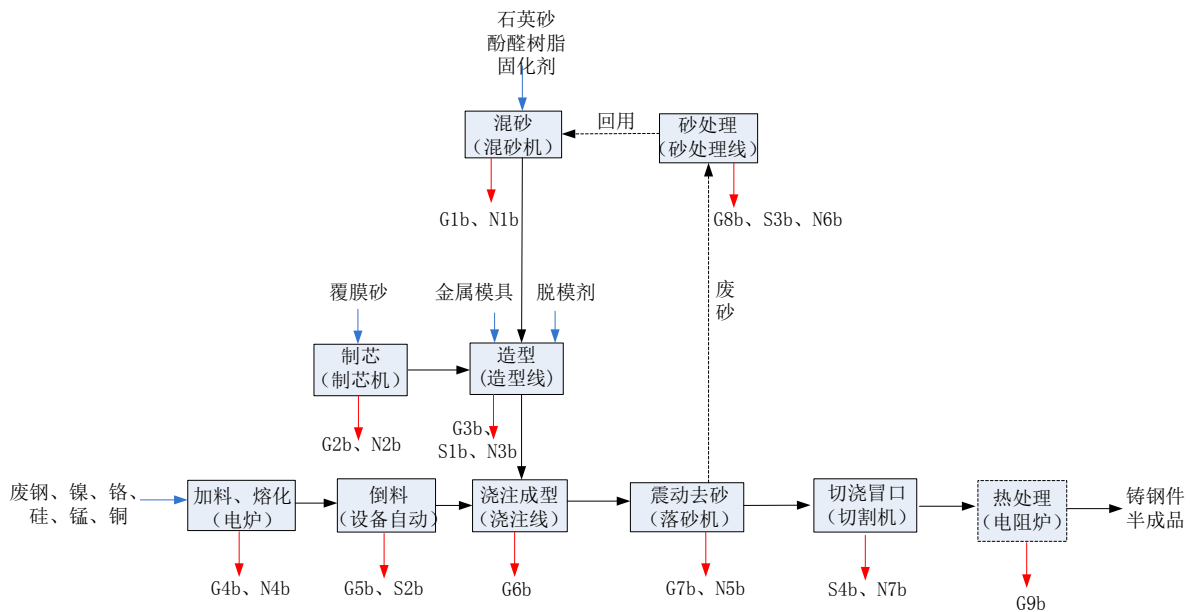 石英砂
酚醛树脂
固化剂
混砂
（混砂机）
回用
砂处理
（砂处理线）
G1b、N1b
G8b、S3b、N6b
废
砂
覆膜砂
金属模具
脱模剂
制芯
（制芯机）
造型
(造型线)
G2b、N2b
G3b、
S1b、N3b
废钢、镍、铬、
硅、锰、铜
加料、熔化
（电炉）
倒料
（设备自动）
浇注成型
（浇注线）
震动去砂
（落砂机）
切浇冒口
（切割机）
热处理
（电阻炉）
铸钢件
半成品
G4b、N4b
G5b、S2b
G6b
G7b、N5b
S4b、N7b
G9b